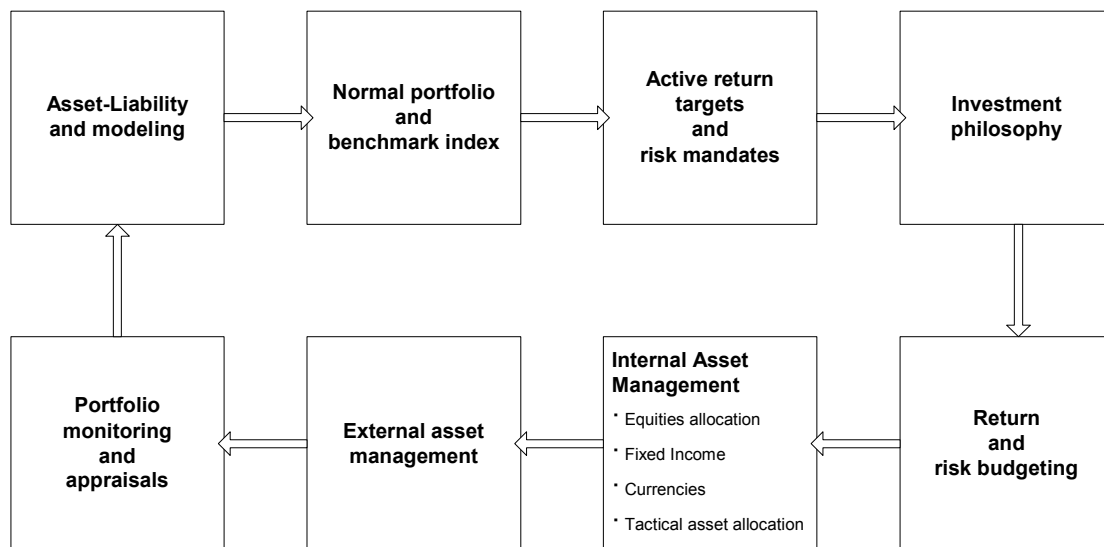 Asset-Liability
and modeling
Normal portfolio
and
benchmark index
Active return
targets
and
risk mandates
Investment
philosophy
Portfolio
monitoring
and
appraisals
External asset
management
Internal Asset
Management
· Equities allocation
· Fixed Income
· Currencies
· Tactical asset allocation
Return
and
risk budgeting